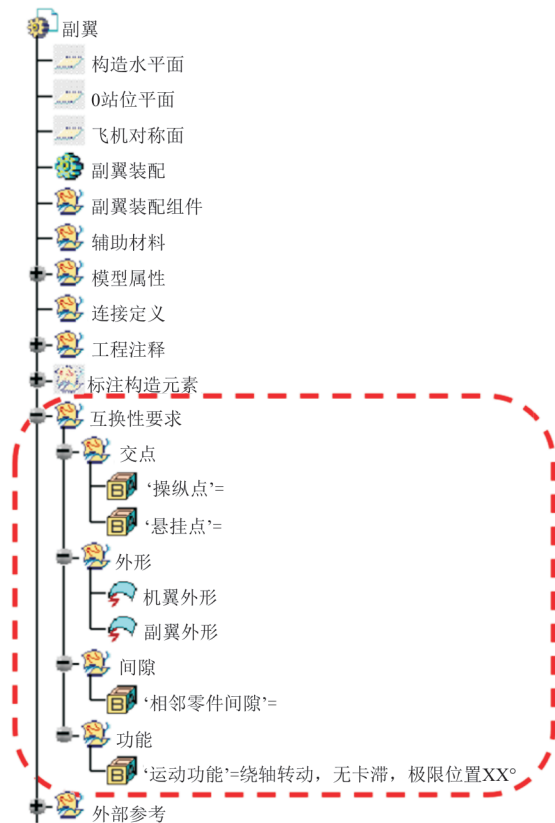 副翼
构造水平面
0站位平面
飞机对称面
副翼装配
副翼装配组件
辅助材料
模型属性
连接定义
工程注释
标注构造元素
互换性要求
交点
B ‘操纵点’=
B ‘悬挂点’=
外形
机翼外形
副翼外形
间隙
B ‘相邻零件间隙’=
功能
B ‘运动功能’=绕轴转动，无卡滞，极限位置XX°
外部参考